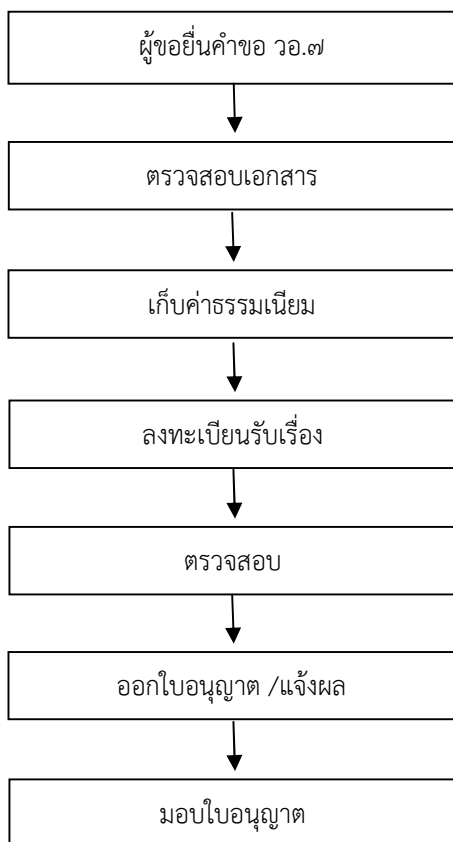 ผู้ขอยื่นคำขอ วอ.๗
ตรวจสอบเอกสาร
เก็บค่าธรรมเนียม
ลงทะเบียนรับเรื่อง
ตรวจสอบ
ออกใบอนุญาต /แจ้งผล
มอบใบอนุญาต